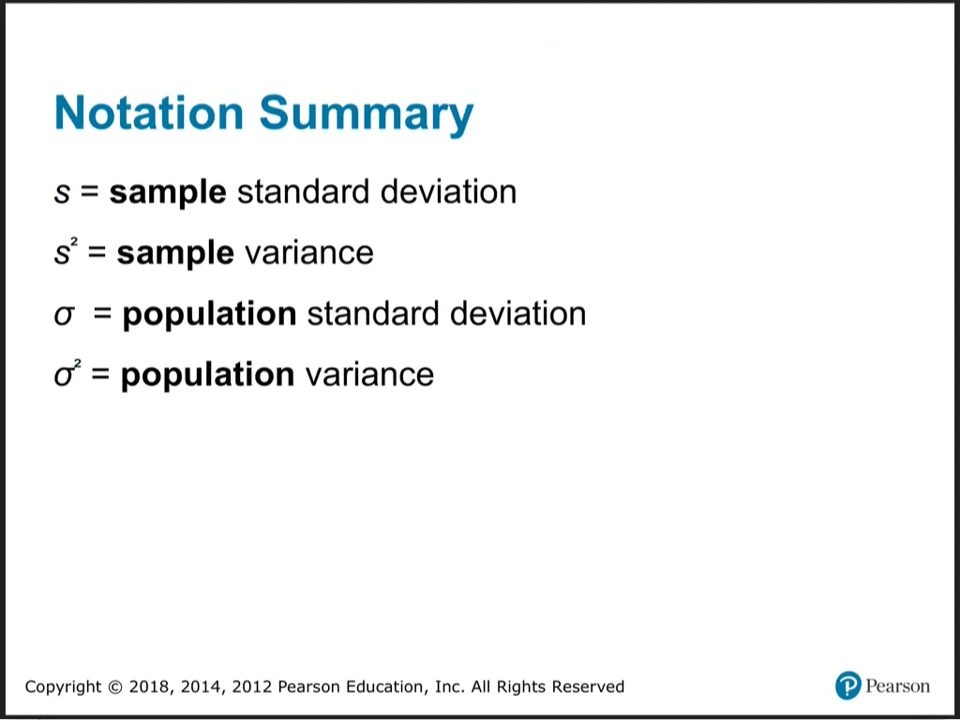 Notation Summary
s = sample standard deviation
s² = sample variance
σ = population standard deviation
σ² = population variance
Copyright © 2018, 2014, 2012 Pearson Education, Inc. All Rights Reserved
P Pearson